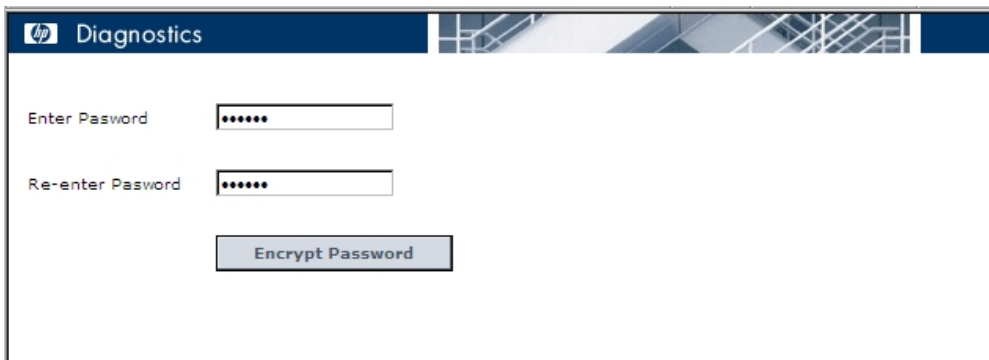 hp Diagnostics
Enter Pasword ••••••
Re-enter Pasword ••••••
Encrypt Password